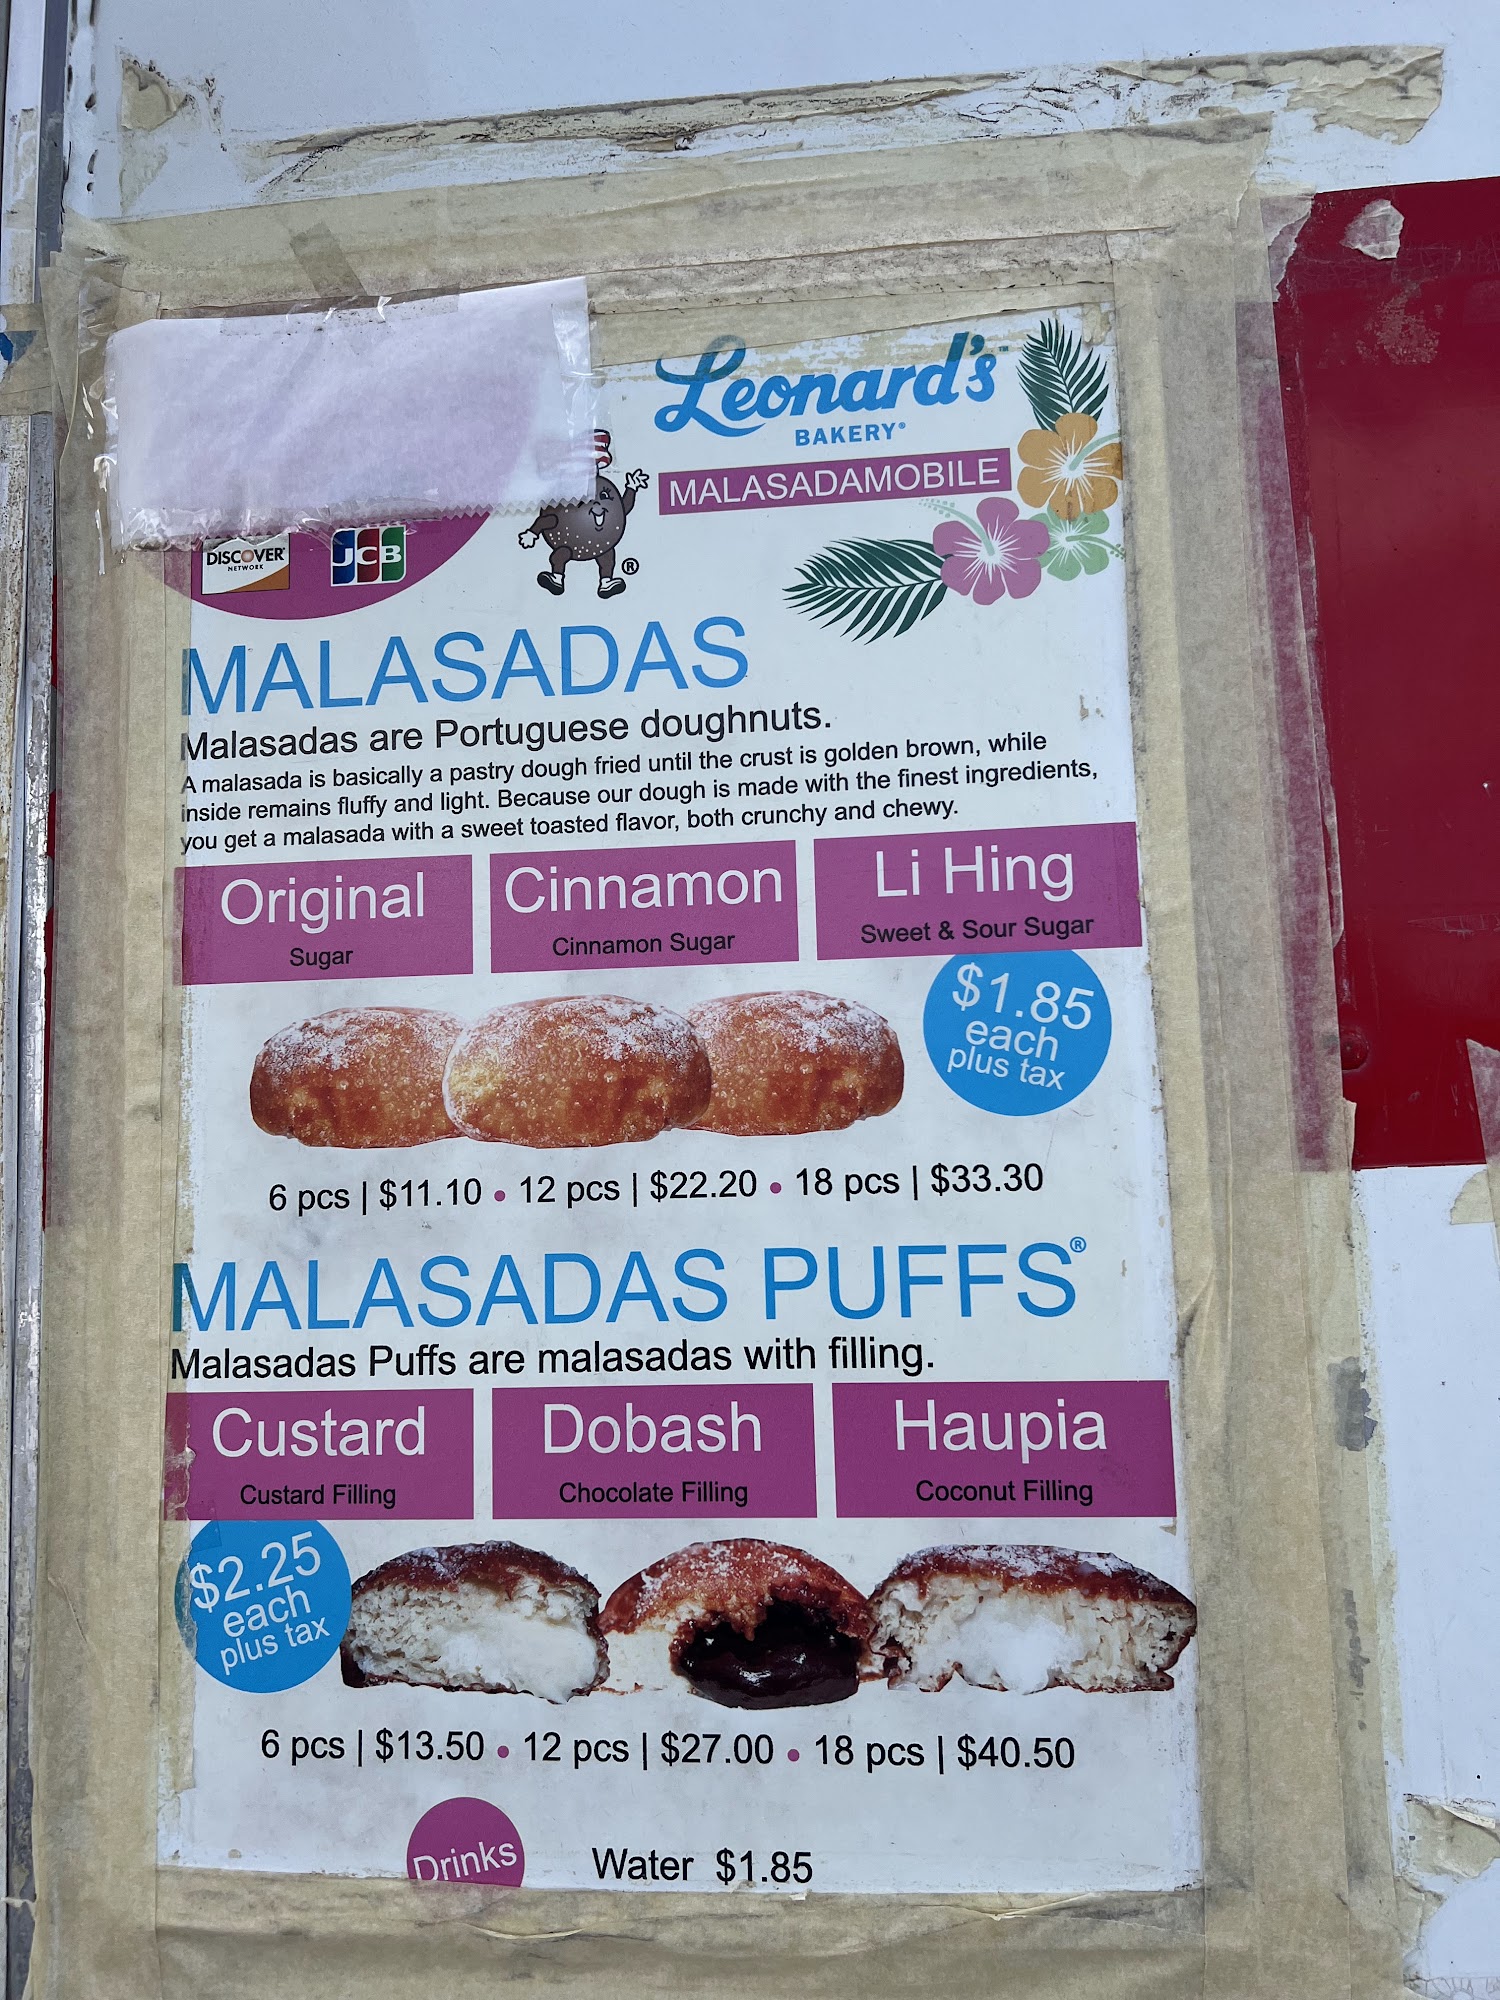 Leonard's™
BAKERY®
MALASADAMOBILE
DISCOVER®
NETWORK
JCB
®
MALASADAS
Malasadas are Portuguese doughnuts.
A malasada is basically a pastry dough fried until the crust is golden brown, while
inside remains fluffy and light. Because our dough is made with the finest ingredients,
you get a malasada with a sweet toasted flavor, both crunchy and chewy.
Original
Sugar
Cinnamon
Cinnamon Sugar
Li Hing
Sweet & Sour Sugar
$1.85
each
plus tax
6 pcs | $11.10 • 12 pcs | $22.20 • 18 pcs | $33.30
MALASADAS PUFFS®
Malasadas Puffs are malasadas with filling.
Custard
Custard Filling
Dobash
Chocolate Filling
Haupia
Coconut Filling
$2.25
each
plus tax
6 pcs | $13.50 • 12 pcs | $27.00 • 18 pcs | $40.50
Drinks
Water $1.85